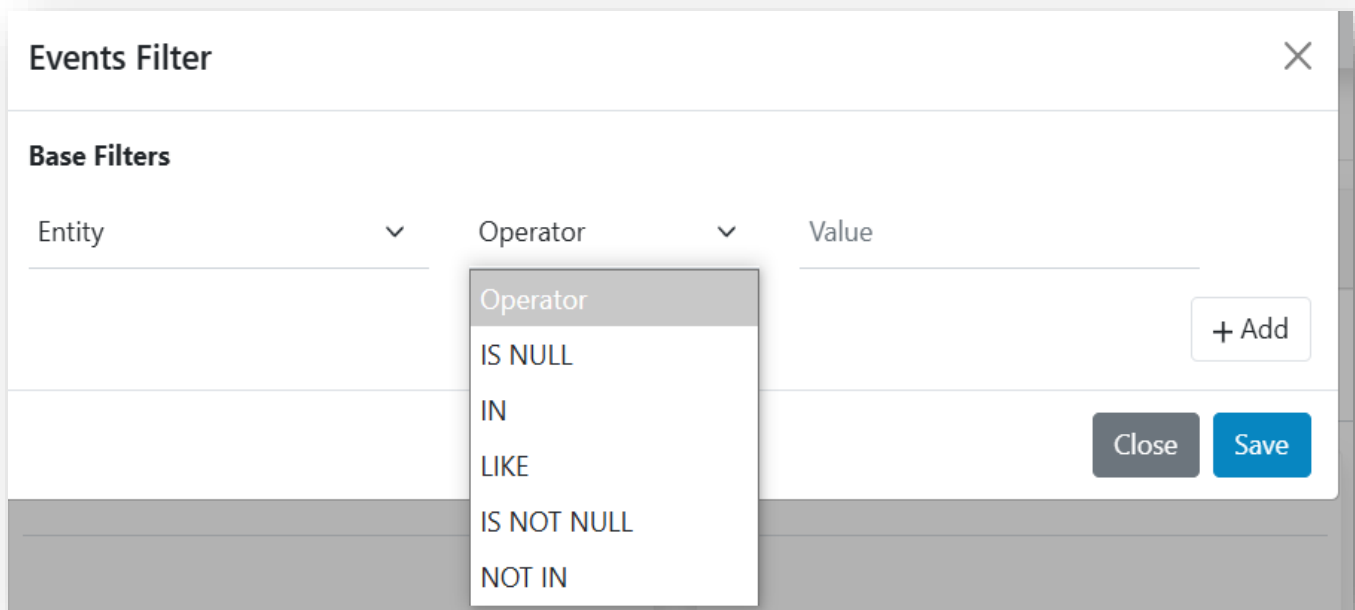 Events Filter
Base Filters
Entity Operator Value
Operator
IS NULL
IN
LIKE
IS NOT NULL
NOT IN
+ Add
Close Save